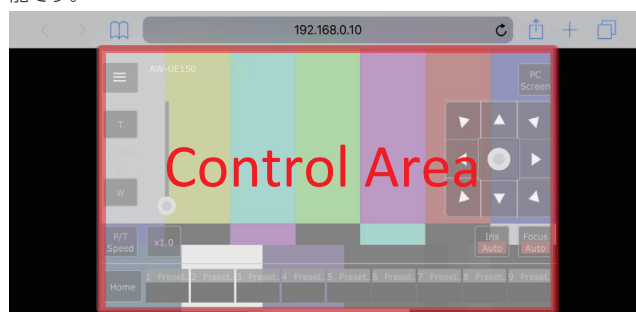 能です。
192.168.0.10
AW-UE150
PC
Screen
T
Control Area
W
P/T
Speed
x1.0
Iris
Auto
Focus
Auto
Home
1 Preset. 2 Preset. 3 Preset. 4 Preset. 5 Preset. 6 Preset. 7 Preset. 8 Preset. 9 Preset.